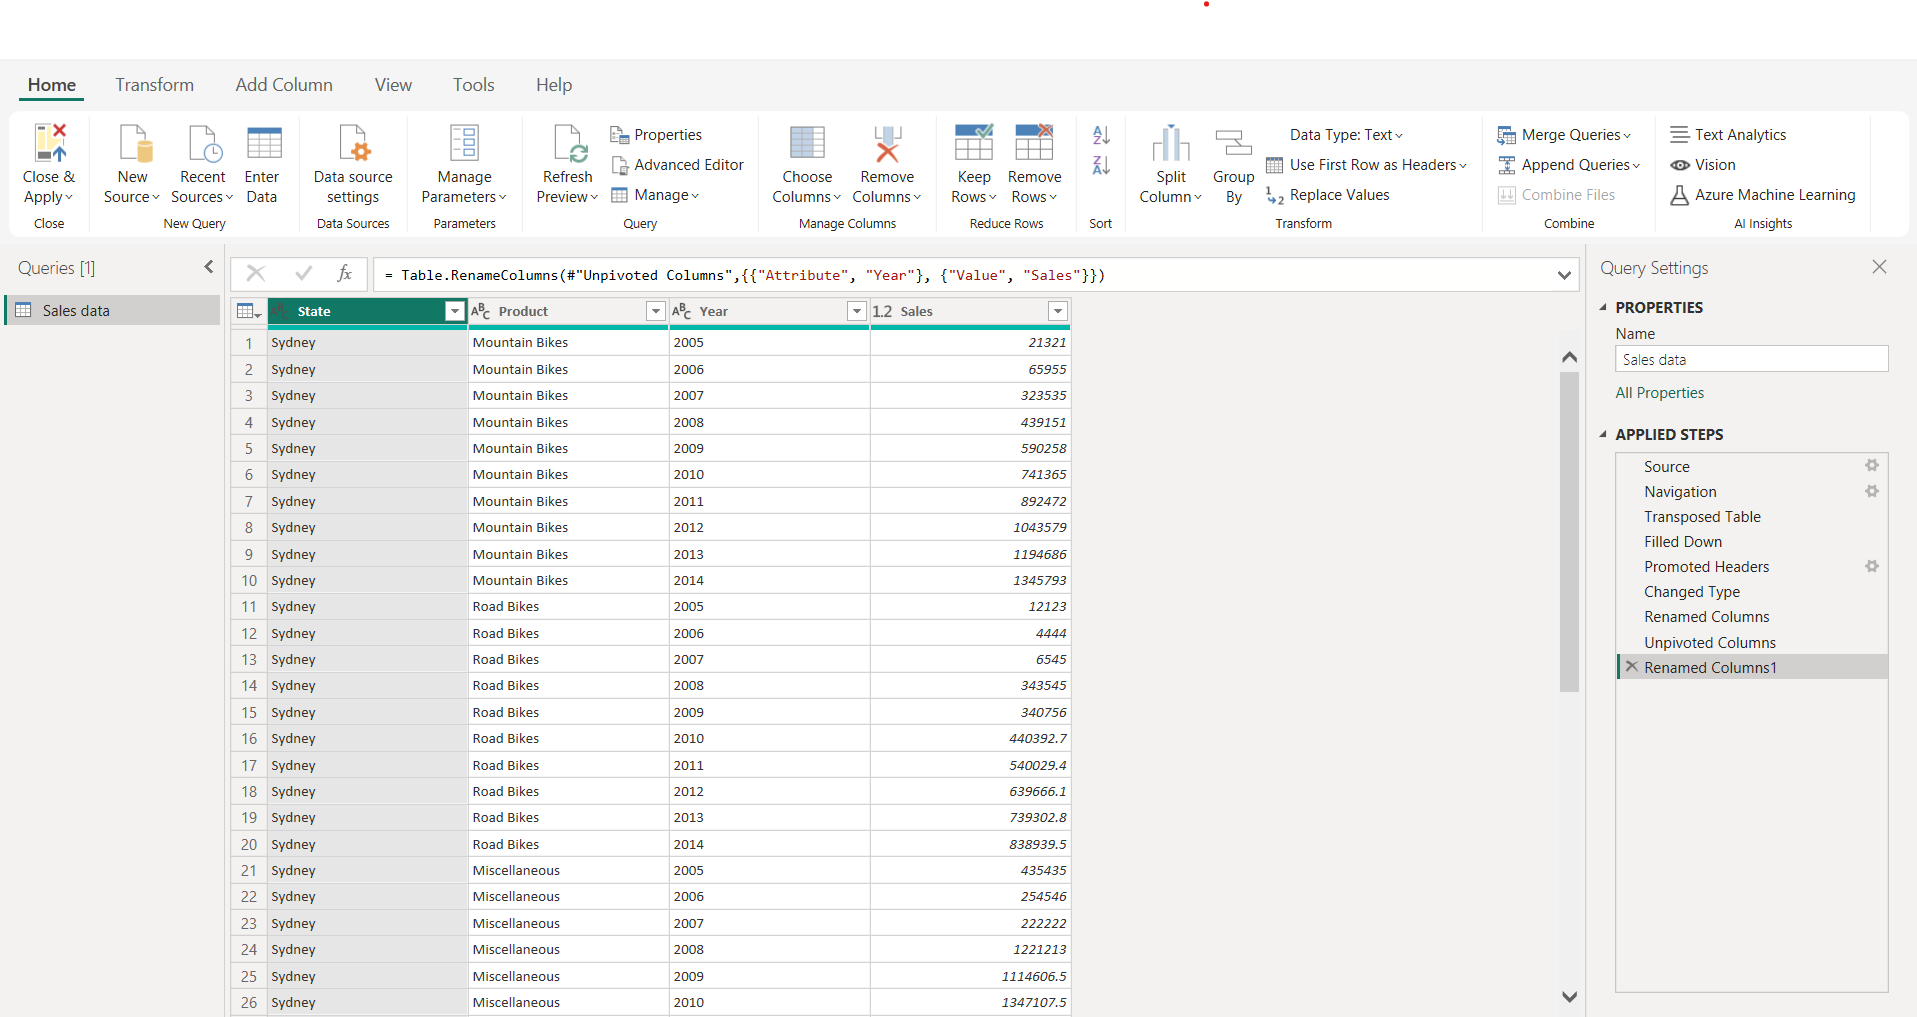 Home Transform Add Column View Tools Help
Close & Apply
Close
New Source
Recent Sources
Enter Data
New Query
Data source settings
Data Sources
Manage Parameters
Parameters
Refresh Preview
Properties
Advanced Editor
Manage
Query
Choose Columns
Remove Columns
Manage Columns
Keep Rows
Remove Rows
Reduce Rows
Sort
Split Column
Group By
Data Type: Text
Use First Row as Headers
Replace Values
Transform
Merge Queries
Append Queries
Combine Files
Combine
Text Analytics
Vision
Azure Machine Learning
AI Insights
Queries [1]
Sales data
fx
= Table.RenameColumns(#"Unpivoted Columns",{{"Attribute", "Year"}, {"Value", "Sales"}})
ABC State ABC Product ABC Year 1.2 Sales
1 Sydney Mountain Bikes 2005 21321
2 Sydney Mountain Bikes 2006 65955
3 Sydney Mountain Bikes 2007 323535
4 Sydney Mountain Bikes 2008 439151
5 Sydney Mountain Bikes 2009 590258
6 Sydney Mountain Bikes 2010 741365
7 Sydney Mountain Bikes 2011 892472
8 Sydney Mountain Bikes 2012 1043579
9 Sydney Mountain Bikes 2013 1194686
10 Sydney Mountain Bikes 2014 1345793
11 Sydney Road Bikes 2005 12123
12 Sydney Road Bikes 2006 4444
13 Sydney Road Bikes 2007 6545
14 Sydney Road Bikes 2008 343545
15 Sydney Road Bikes 2009 340756
16 Sydney Road Bikes 2010 440392.7
17 Sydney Road Bikes 2011 540029.4
18 Sydney Road Bikes 2012 639666.1
19 Sydney Road Bikes 2013 739302.8
20 Sydney Road Bikes 2014 838939.5
21 Sydney Miscellaneous 2005 435435
22 Sydney Miscellaneous 2006 254546
23 Sydney Miscellaneous 2007 222222
24 Sydney Miscellaneous 2008 1221213
25 Sydney Miscellaneous 2009 1114606.5
26 Sydney Miscellaneous 2010 1347107.5
Query Settings
PROPERTIES
Name
Sales data
All Properties
APPLIED STEPS
Source
Navigation
Transposed Table
Filled Down
Promoted Headers
Changed Type
Renamed Columns
Unpivoted Columns
Renamed Columns1